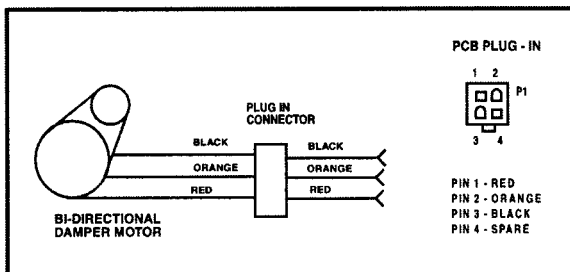 PCB PLUG - IN
1 2
P1
3 4
PLUG IN
CONNECTOR
BLACK
BLACK
ORANGE
ORANGE
RED
RED
BI-DIRECTIONAL
DAMPER MOTOR
PIN 1 - RED
PIN 2 - ORANGE
PIN 3 - BLACK
PIN 4 - SPARE